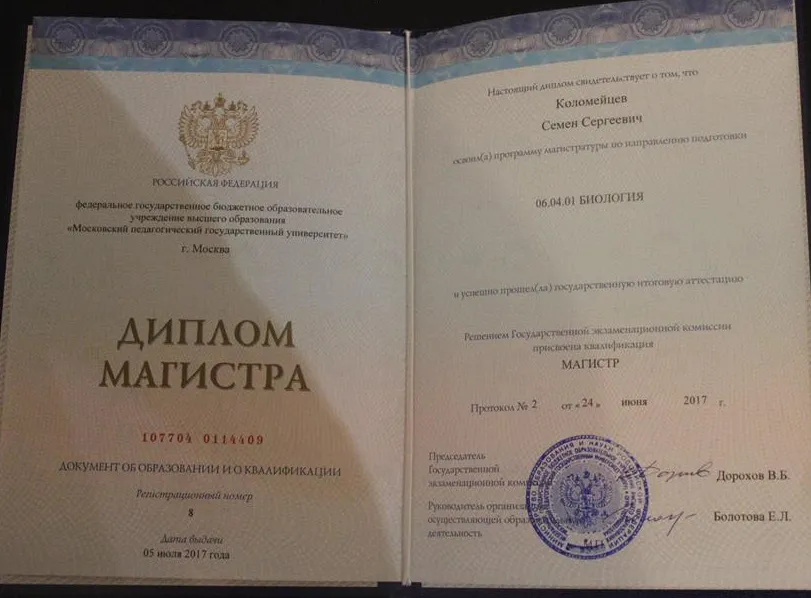 РОССИЙСКАЯ ФЕДЕРАЦИЯ
федеральное государственное бюджетное образовательное
учреждение высшего образования
«Московский педагогический государственный университет»
г. Москва
ДИПЛОМ
МАГИСТРА
107704 0114409
ДОКУМЕНТ ОБ ОБРАЗОВАНИИ И О КВАЛИФИКАЦИИ
Регистрационный номер
8
Дата выдачи
05 июля 2017 года
Настоящий диплом свидетельствует о том, что
Коломейцев
Семен Сергеевич
освоил(а) программу магистратуры по направлению подготовки
06.04.01 БИОЛОГИЯ
и успешно прошел(ла) государственную итоговую аттестацию
Решением Государственной экзаменационной комиссии
присвоена квалификация
МАГИСТР
Протокол № 2 от «24» июня 2017 г.
Председатель
Государственной
экзаменационной Дорохов В.Б.
Руководитель
осуществляющей Болотова Е.Л.
деятельность